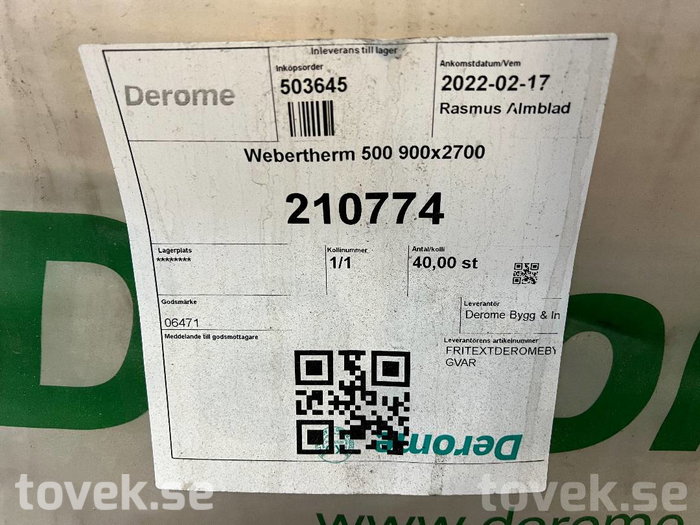 Inleverans till lager
Derome
Inköpsorder
503645
Ankomstdatum/Vem
2022-02-17
Rasmus Almblad
Webertherm 500 900x2700
210774
Lagerplats
********
Kollinummer
1/1
Antal/kolli
40,00 st
Godsmärke
06471
Leverantör
Derome Bygg & In
Meddelande till godsmottagare
Leverantörens artikelnummer
FRITEXTDEROMEBY
GVAR
Derome
tovek.se
tovek.se
www.derome